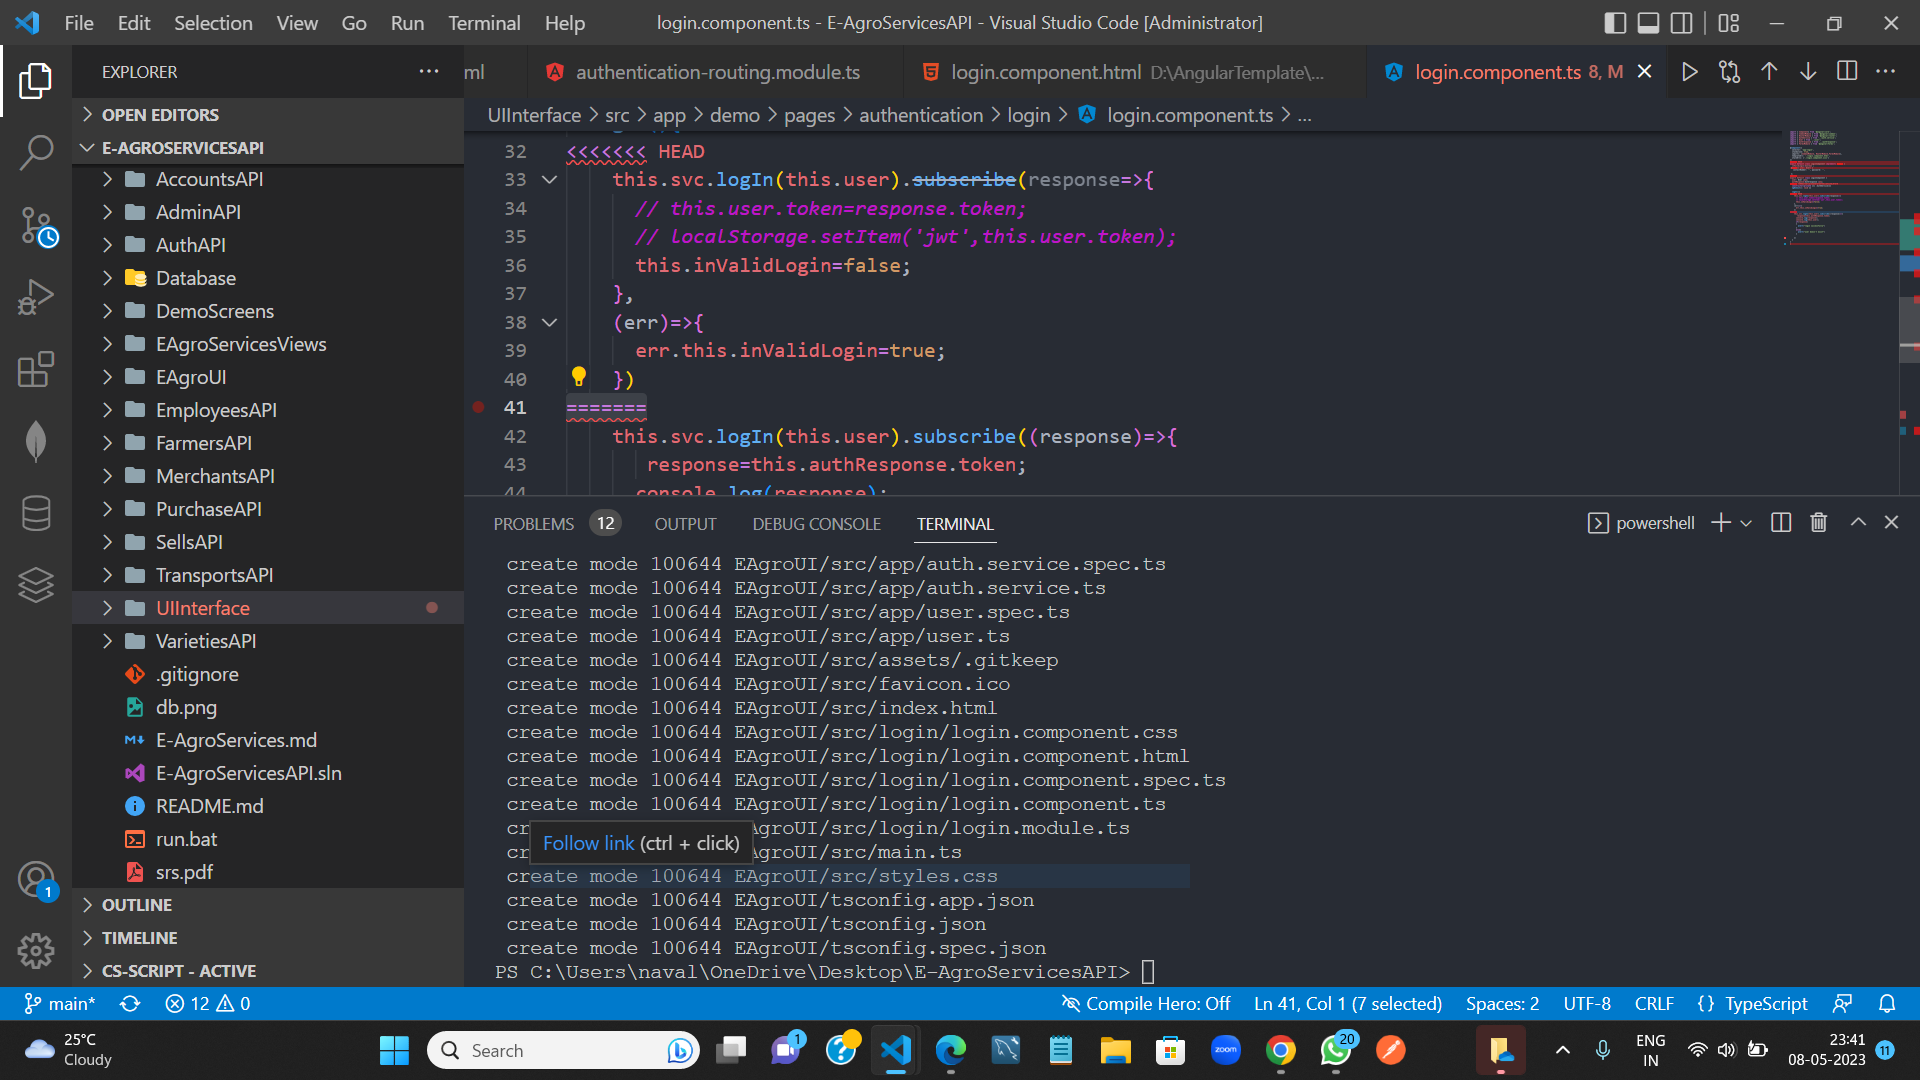 File Edit Selection View Go Run Terminal Help
login.component.ts - E-AgroServicesAPI - Visual Studio Code [Administrator]
EXPLORER
OPEN EDITORS
E-AGROSERVICESAPI
AccountsAPI
AdminAPI
AuthAPI
Database
DemoScreens
EAgroServicesViews
EAgroUI
EmployeesAPI
FarmersAPI
MerchantsAPI
PurchaseAPI
SellsAPI
TransportsAPI
UIInterface
VarietiesAPI
.gitignore
db.png
E-AgroServices.md
E-AgroServicesAPI.sln
README.md
run.bat
srs.pdf
OUTLINE
TIMELINE
CS-SCRIPT - ACTIVE
1
ml
authentication-routing.module.ts
login.component.html D:\AngularTemplate\...
login.component.ts 8, M
UIInterface > src > app > demo > pages > authentication > login > login.component.ts > ...
32 <<<<<<< HEAD
33 this.svc.logIn(this.user).subscribe(response=>{
34 // this.user.token=response.token;
35 // localStorage.setItem('jwt',this.user.token);
36 this.inValidLogin=false;
37 },
38 (err)=>{
39 err.this.inValidLogin=true;
40 })
41 =======
42 this.svc.logIn(this.user).subscribe((response)=>{
43 response=this.authResponse.token;
44 console.log(response);
PROBLEMS 12 OUTPUT DEBUG CONSOLE TERMINAL
powershell
create mode 100644 EAgroUI/src/app/auth.service.spec.ts
create mode 100644 EAgroUI/src/app/auth.service.ts
create mode 100644 EAgroUI/src/app/user.spec.ts
create mode 100644 EAgroUI/src/app/user.ts
create mode 100644 EAgroUI/src/assets/.gitkeep
create mode 100644 EAgroUI/src/favicon.ico
create mode 100644 EAgroUI/src/index.html
create mode 100644 EAgroUI/src/login/login.component.css
create mode 100644 EAgroUI/src/login/login.component.html
create mode 100644 EAgroUI/src/login/login.component.spec.ts
create mode 100644 EAgroUI/src/login/login.component.ts
cr AgroUI/src/login/login.module.ts
Follow link (ctrl + click)
cr AgroUI/src/main.ts
create mode 100644 EAgroUI/src/styles.css
create mode 100644 EAgroUI/tsconfig.app.json
create mode 100644 EAgroUI/tsconfig.json
create mode 100644 EAgroUI/tsconfig.spec.json
PS C:\Users\naval\OneDrive\Desktop\E-AgroServicesAPI>
main* 12 0
Compile Hero: Off Ln 41, Col 1 (7 selected) Spaces: 2 UTF-8 CRLF {} TypeScript
25°C
Cloudy
Search
1
zoom
20
ENG
IN
23:41
08-05-2023
11